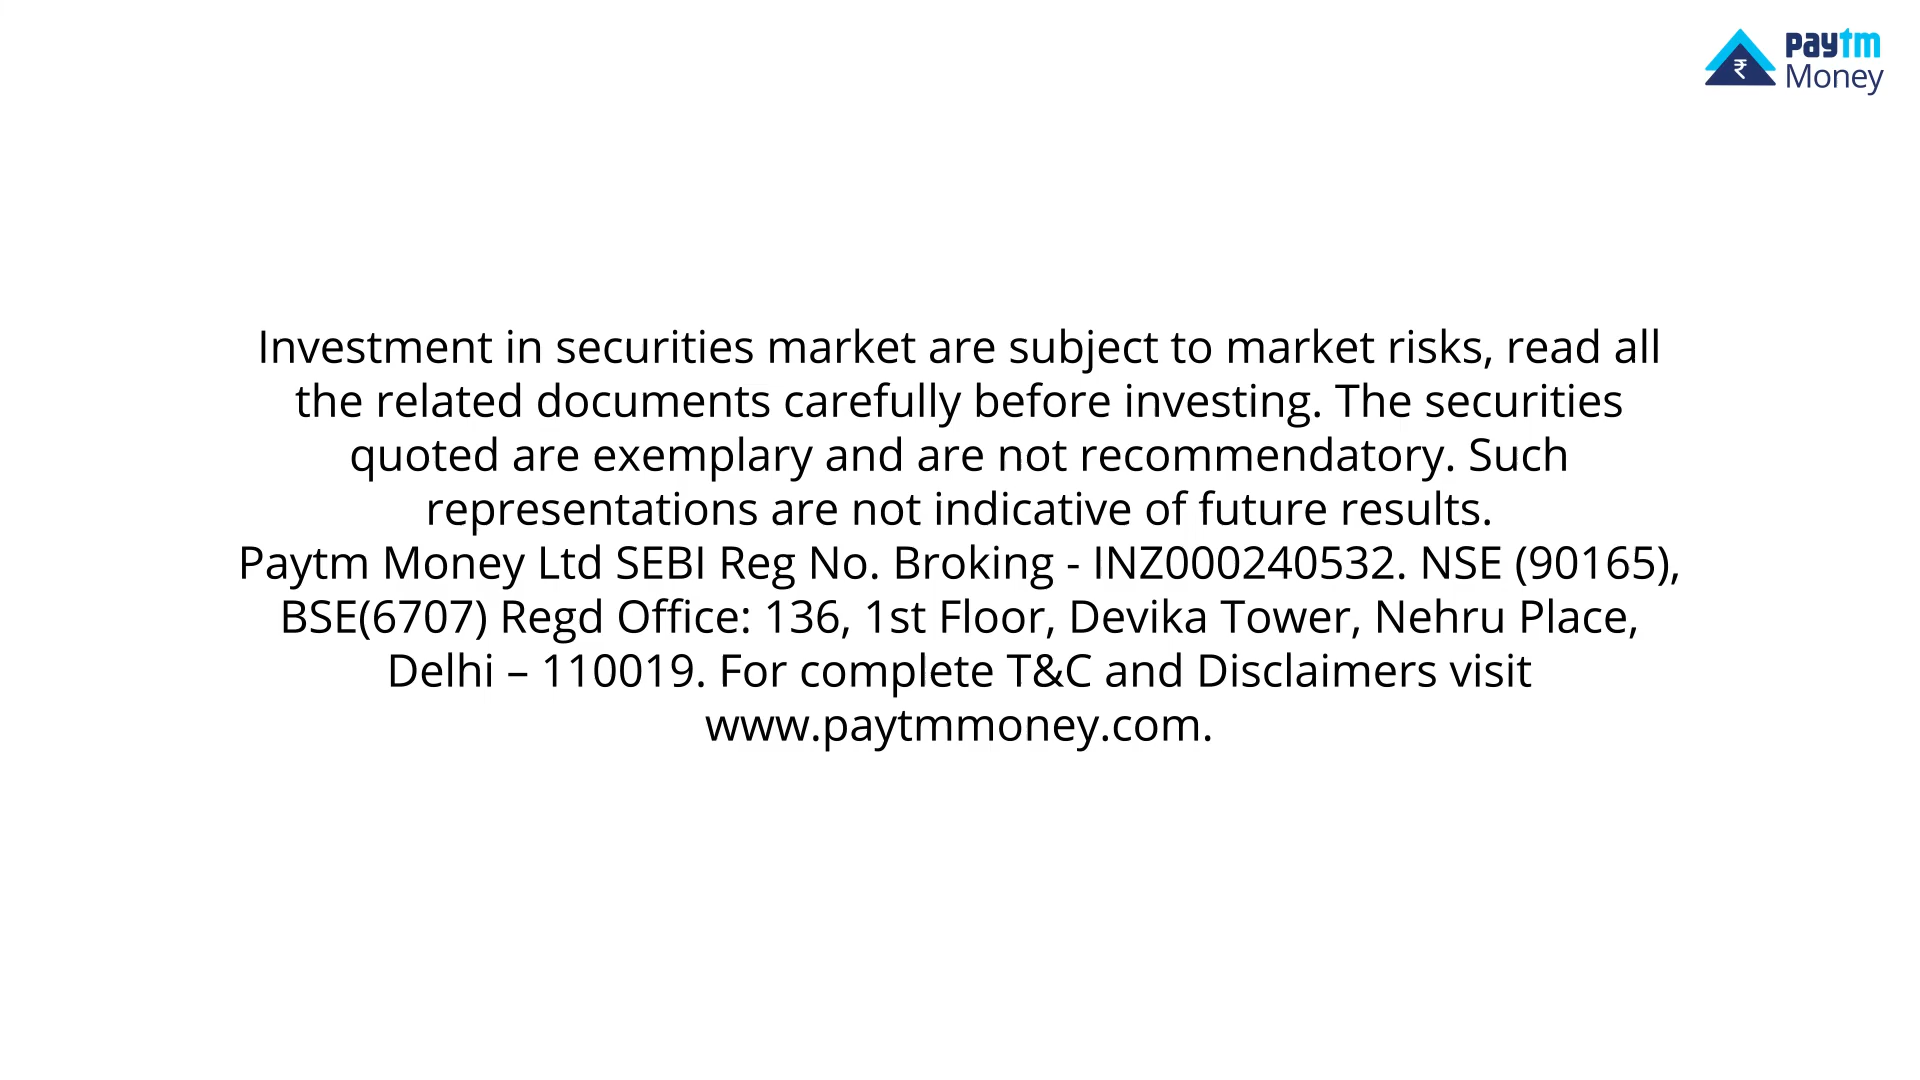 ₹
paytm
Money
Investment in securities market are subject to market risks, read all
the related documents carefully before investing. The securities
quoted are exemplary and are not recommendatory. Such
representations are not indicative of future results.
Paytm Money Ltd SEBI Reg No. Broking - INZ000240532. NSE (90165),
BSE(6707) Regd Office: 136, 1st Floor, Devika Tower, Nehru Place,
Delhi – 110019. For complete T&C and Disclaimers visit
www.paytmmoney.com.